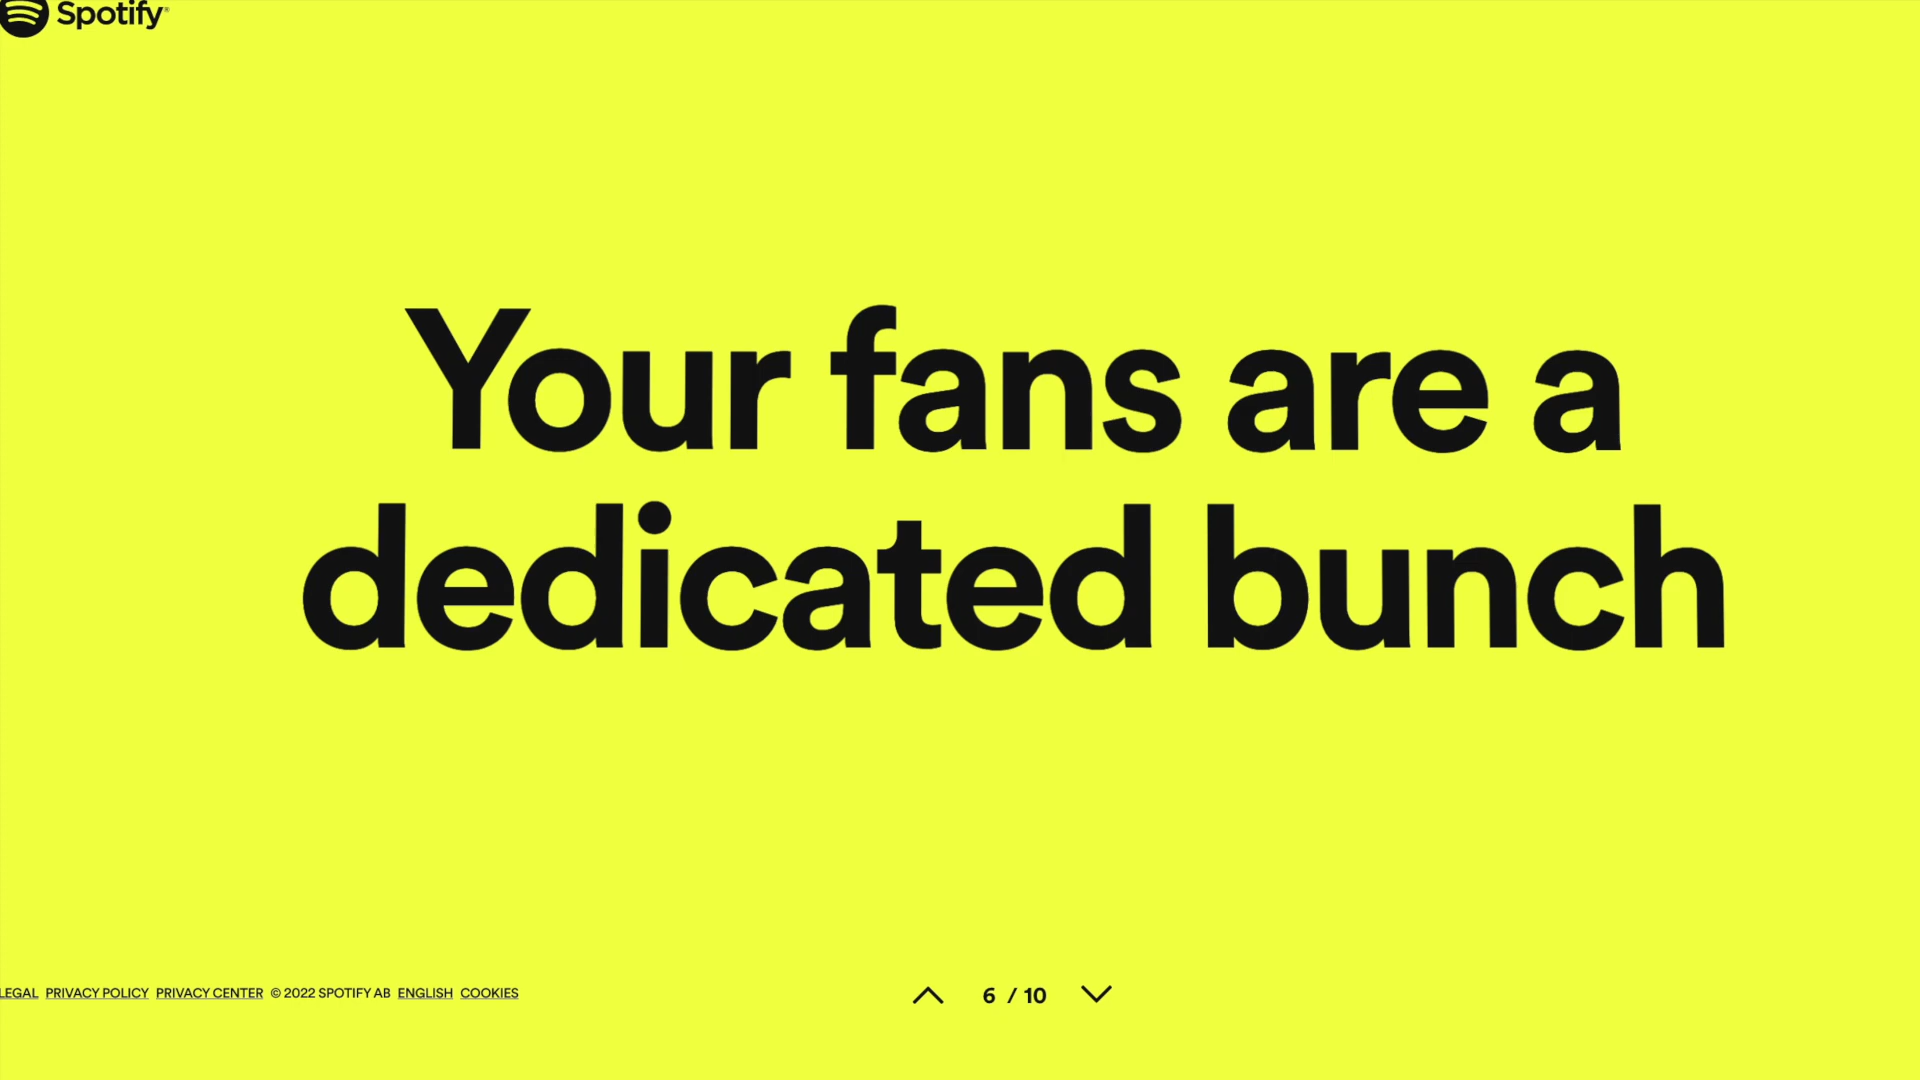 Spotify®
Your fans are a
dedicated bunch
LEGAL PRIVACY POLICY PRIVACY CENTER © 2022 SPOTIFY AB ENGLISH COOKIES
6 / 10